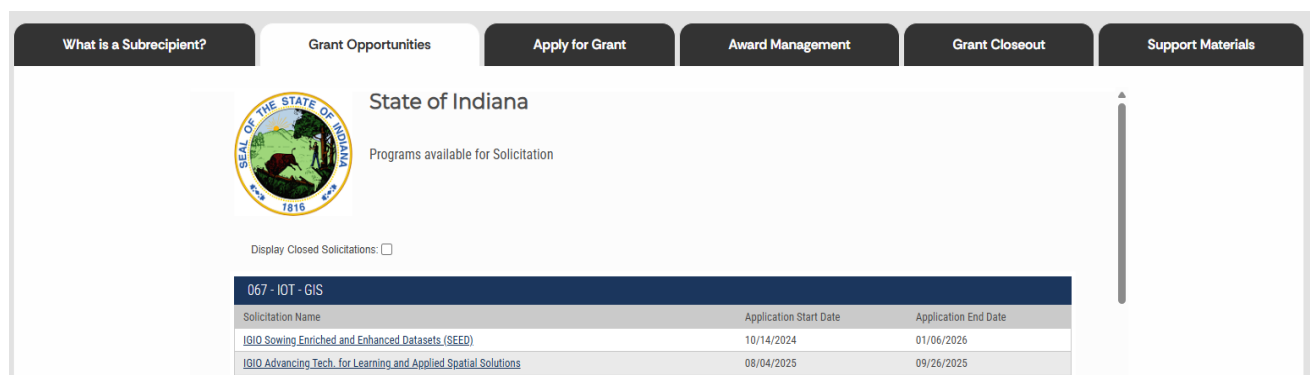 What is a Subrecipient? Grant Opportunities Apply for Grant Award Management Grant Closeout Support Materials
SEAL OF THE STATE OF INDIANA
1816
State of Indiana
Programs available for Solicitation
Display Closed Solicitations:
067 - IOT - GIS
Solicitation Name Application Start Date Application End Date
IGIO Sowing Enriched and Enhanced Datasets (SEED) 10/14/2024 01/06/2026
IGIO Advancing Tech. for Learning and Applied Spatial Solutions 08/04/2025 09/26/2025